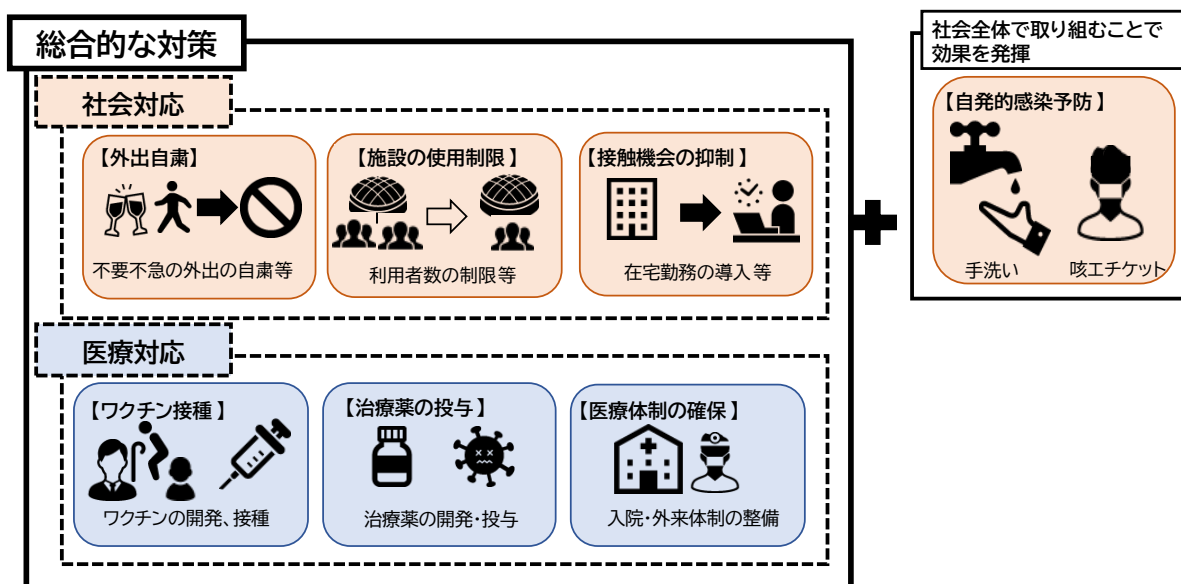 総合的な対策
社会対応
【外出自粛】
不要不急の外出の自粛等
【施設の使用制限】
利用者数の制限等
【接触機会の抑制】
在宅勤務の導入等
医療対応
【ワクチン接種】
ワクチンの開発、接種
【治療薬の投与】
治療薬の開発・投与
【医療体制の確保】
入院・外来体制の整備
社会全体で取り組むことで
効果を発揮
【自発的感染予防】
手洗い
咳エチケット